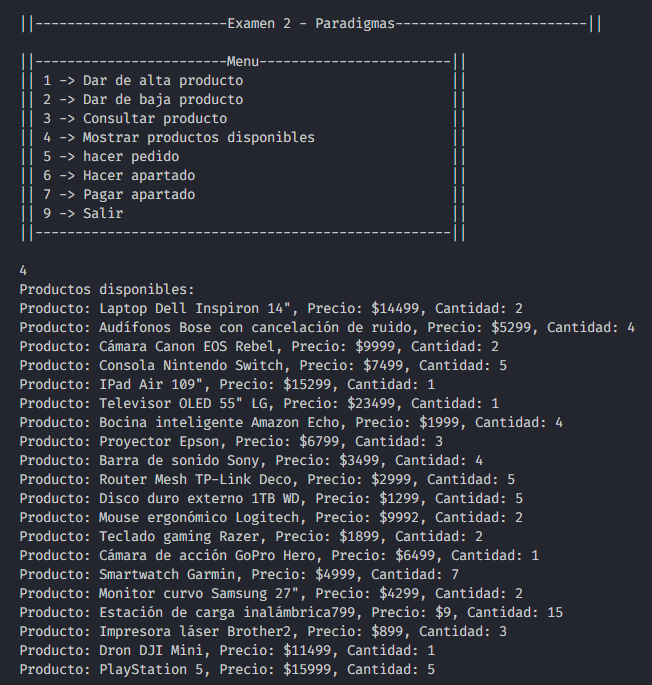 ||------------------------Examen 2 - Paradigmas------------------------||
||------------------------Menu------------------------||
|| 1 -> Dar de alta producto ||
|| 2 -> Dar de baja producto ||
|| 3 -> Consultar producto ||
|| 4 -> Mostrar productos disponibles ||
|| 5 -> hacer pedido ||
|| 6 -> Hacer apartado ||
|| 7 -> Pagar apartado ||
|| 9 -> Salir ||
||----------------------------------------------------||
4
Productos disponibles:
Producto: Laptop Dell Inspiron 14", Precio: $14499, Cantidad: 2
Producto: Audífonos Bose con cancelación de ruido, Precio: $5299, Cantidad: 4
Producto: Cámara Canon EOS Rebel, Precio: $9999, Cantidad: 2
Producto: Consola Nintendo Switch, Precio: $7499, Cantidad: 5
Producto: IPad Air 109", Precio: $15299, Cantidad: 1
Producto: Televisor OLED 55" LG, Precio: $23499, Cantidad: 1
Producto: Bocina inteligente Amazon Echo, Precio: $1999, Cantidad: 4
Producto: Proyector Epson, Precio: $6799, Cantidad: 3
Producto: Barra de sonido Sony, Precio: $3499, Cantidad: 4
Producto: Router Mesh TP-Link Deco, Precio: $2999, Cantidad: 5
Producto: Disco duro externo 1TB WD, Precio: $1299, Cantidad: 5
Producto: Mouse ergonómico Logitech, Precio: $9992, Cantidad: 2
Producto: Teclado gaming Razer, Precio: $1899, Cantidad: 2
Producto: Cámara de acción GoPro Hero, Precio: $6499, Cantidad: 1
Producto: Smartwatch Garmin, Precio: $4999, Cantidad: 7
Producto: Monitor curvo Samsung 27", Precio: $4299, Cantidad: 2
Producto: Estación de carga inalámbrica799, Precio: $9, Cantidad: 15
Producto: Impresora láser Brother2, Precio: $899, Cantidad: 3
Producto: Dron DJI Mini, Precio: $11499, Cantidad: 1
Producto: PlayStation 5, Precio: $15999, Cantidad: 5